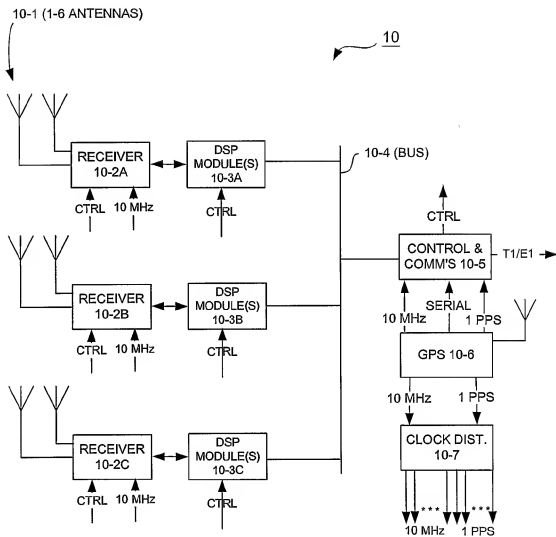 10-1 (1-6 ANTENNAS)
10
RECEIVER
10-2A
DSP
MODULE(S)
10-3A
10-4 (BUS)
CTRL
10 MHz
CTRL
CTRL
CONTROL &
COMM'S 10-5
T1/E1
RECEIVER
10-2B
DSP
MODULE(S)
10-3B
10 MHz
SERIAL
1 PPS
CTRL
10 MHz
CTRL
GPS 10-6
10 MHz
1 PPS
RECEIVER
10-2C
DSP
MODULE(S)
10-3C
CLOCK DIST.
10-7
CTRL
10 MHz
CTRL
*** ***
10 MHz
1 PPS